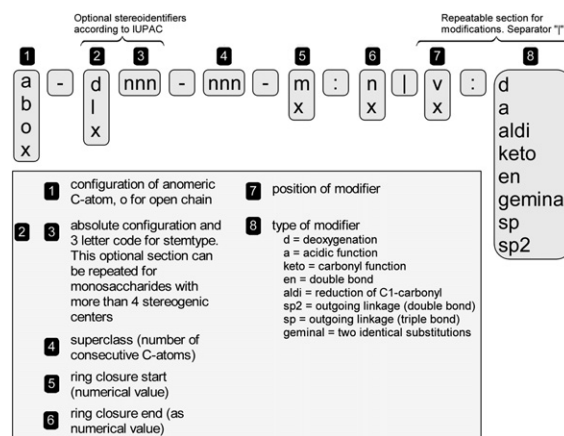 Optional stereoidentifiers
according to IUPAC
Repeatable section for
modifications. Separator "|"
1 2 3 4 5 6 7 8
a - d nnn - nnn - m : n | v : d
b l x x x a
o x aldi
x keto
en
gemina
sp
sp2
1 configuration of anomeric
C-atom, o for open chain
2 3 absolute configuration and
3 letter code for stemtype.
This optional section can
be repeated for
monosaccharides with
more than 4 stereogenic
centers
4 superclass (number of
consecutive C-atoms)
5 ring closure start
(numerical value)
6 ring closure end (as
numerical value)
7 position of modifier
8 type of modifier
d = deoxygenation
a = acidic function
keto = carbonyl function
en = double bond
aldi = reduction of C1-carbonyl
sp2 = outgoing linkage (double bond)
sp = outgoing linkage (triple bond)
geminal = two identical substitutions